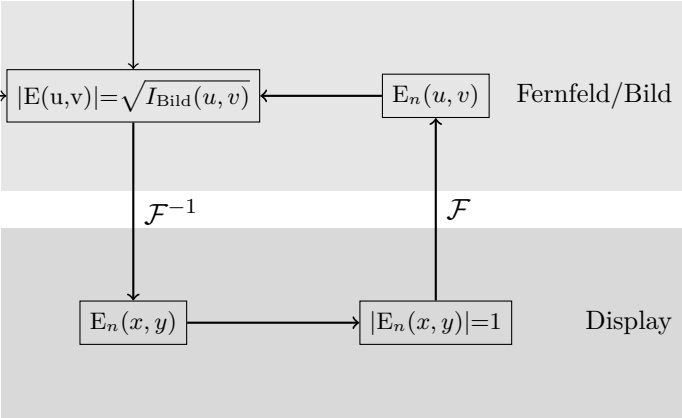 |E(u,v)|=√I_Bild(u, v)
E_n(u, v)
Fernfeld/Bild
ℱ⁻¹
ℱ
E_n(x, y)
|E_n(x, y)|=1
Display